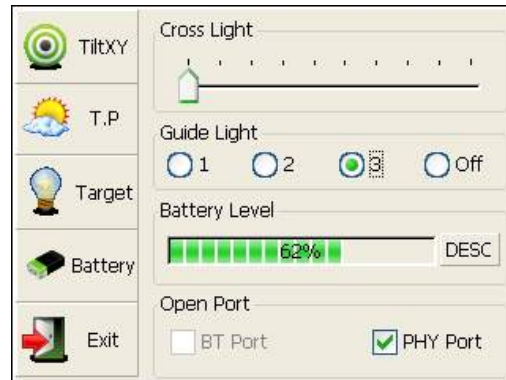 TiltXY
T.P
Target
Battery
Exit
Cross Light
Guide Light
1 2 3 Off
Battery Level
62% DESC
Open Port
BT Port PHY Port